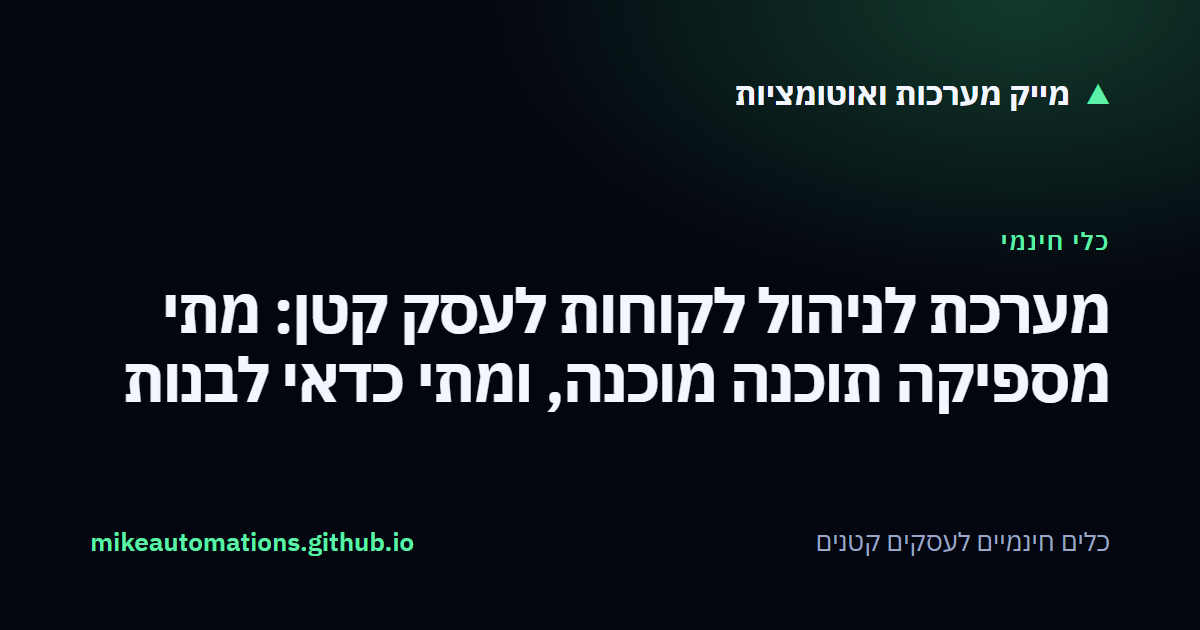 מייק מערכות ואוטומציות
כלי חינמי
מערכת לניהול לקוחות לעסק קטן: מתי
מספיקה תוכנה מוכנה, ומתי כדאי לבנות
כלים חינמיים לעסקים קטנים
mikeautomations.github.io